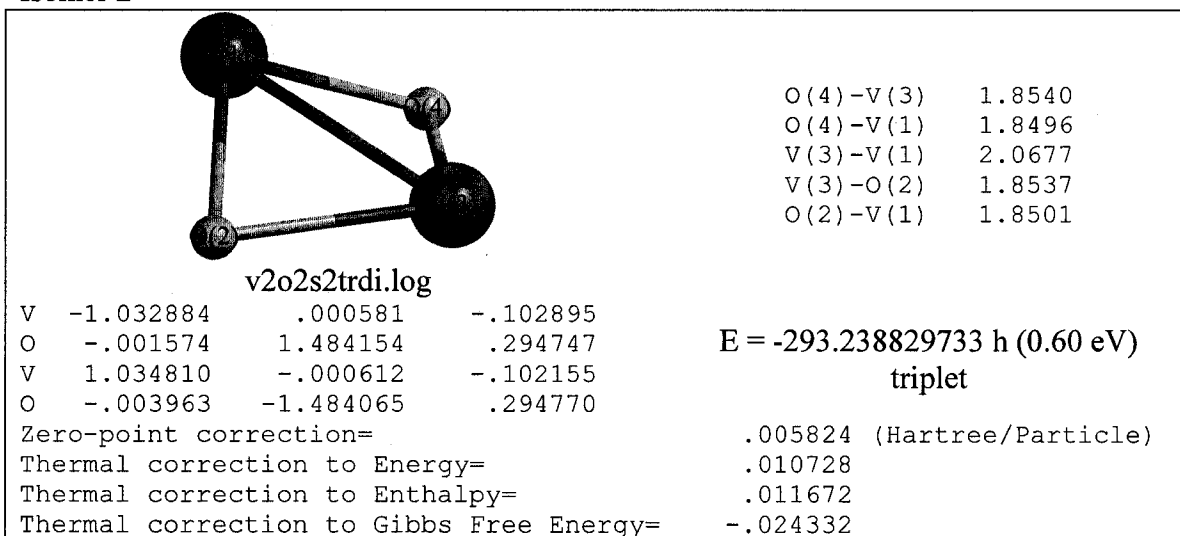 O(4)-V(3) 1.8540
O(4)-V(1) 1.8496
V(3)-V(1) 2.0677
V(3)-O(2) 1.8537
O(2)-V(1) 1.8501
v2o2s2trdi.log
V -1.032884 .000581 -.102895
O -.001574 1.484154 .294747
V 1.034810 -.000612 -.102155
O -.003963 -1.484065 .294770
E = -293.238829733 h (0.60 eV)
triplet
Zero-point correction= .005824 (Hartree/Particle)
Thermal correction to Energy= .010728
Thermal correction to Enthalpy= .011672
Thermal correction to Gibbs Free Energy= -.024332